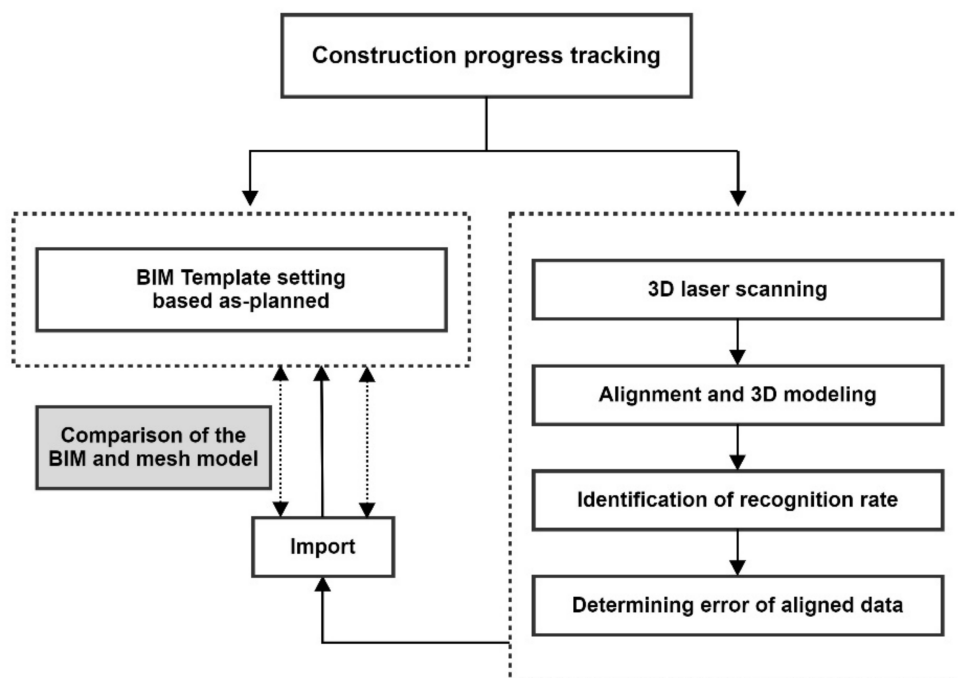 Construction progress tracking
BIM Template setting
based as-planned
3D laser scanning
Alignment and 3D modeling
Comparison of the
BIM and mesh model
Identification of recognition rate
Import
Determining error of aligned data